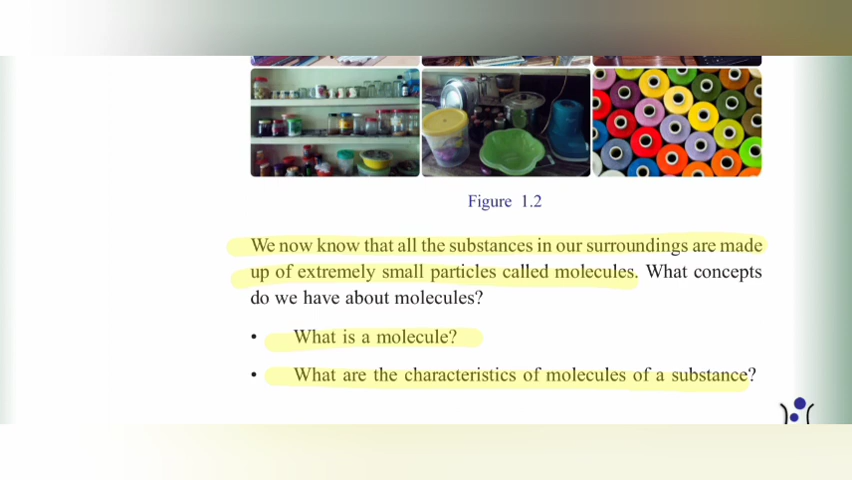 Figure 1.2
We now know that all the substances in our surroundings are made
up of extremely small particles called molecules. What concepts
do we have about molecules?
• What is a molecule?
• What are the characteristics of molecules of a substance?